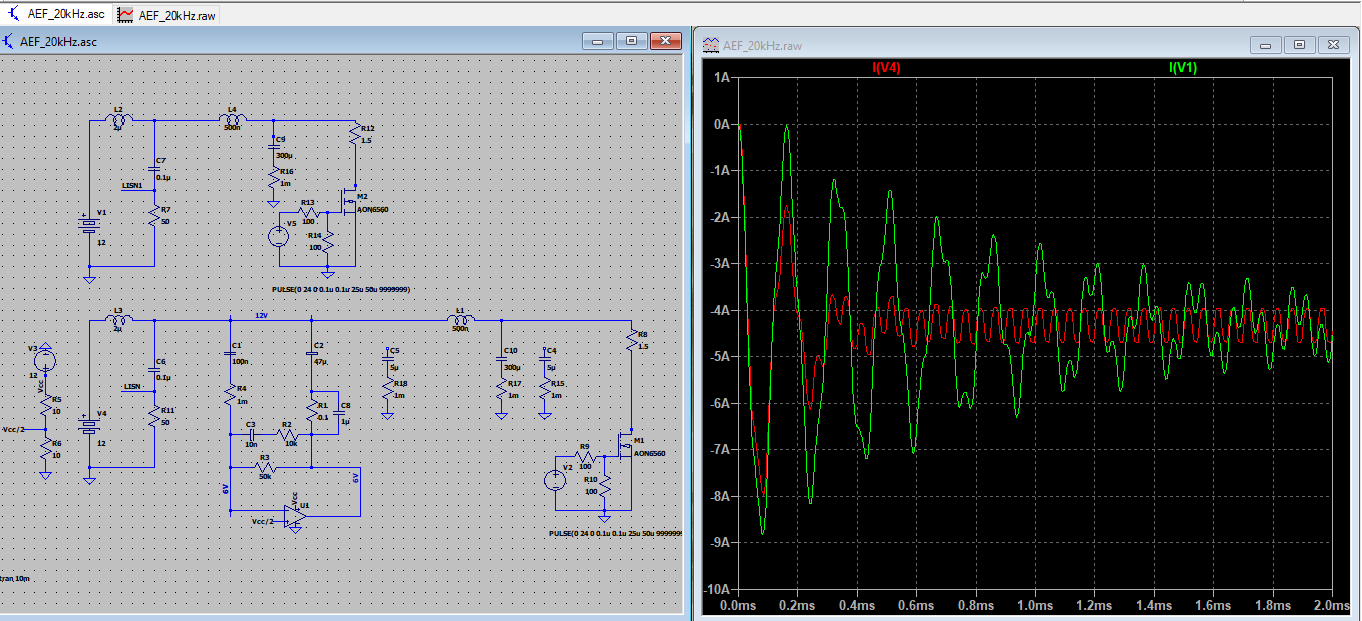 AEF_20kHz.asc
AEF_20kHz.raw
AEF_20kHz.asc
L2
2µ
L4
500n
C7
0.1µ
LISN1
R7
50
V1
12
C9
300µ
R16
1m
R12
1.5
R13
100
V5
R14
100
M2
AON6560
PULSE(0 24 0 0.1u 0.1u 25u 50u 9999999)
L3
2µ
12V
L1
500n
V3
12
Vcc
R5
10
Vcc/2
R6
10
C6
0.1µ
LISN
R11
50
V4
12
C1
100n
R4
1m
C2
47µ
R1
0.1
C8
1µ
C3
10n
R2
10k
R3
50k
6V
6V
Vcc
U1
Vcc/2
C5
5µ
R18
1m
C10
300µ
R17
1m
C4
5µ
R15
1m
R8
1.5
M1
AON6560
R9
100
V2
R10
100
PULSE(0 24 0 0.1u 0.1u 25u 50u 9999999
tran 10m
AEF_20kHz.raw
I(V4)
I(V1)
1A
0A
-1A
-2A
-3A
-4A
-5A
-6A
-7A
-8A
-9A
-10A
0.0ms
0.2ms
0.4ms
0.6ms
0.8ms
1.0ms
1.2ms
1.4ms
1.6ms
1.8ms
2.0ms